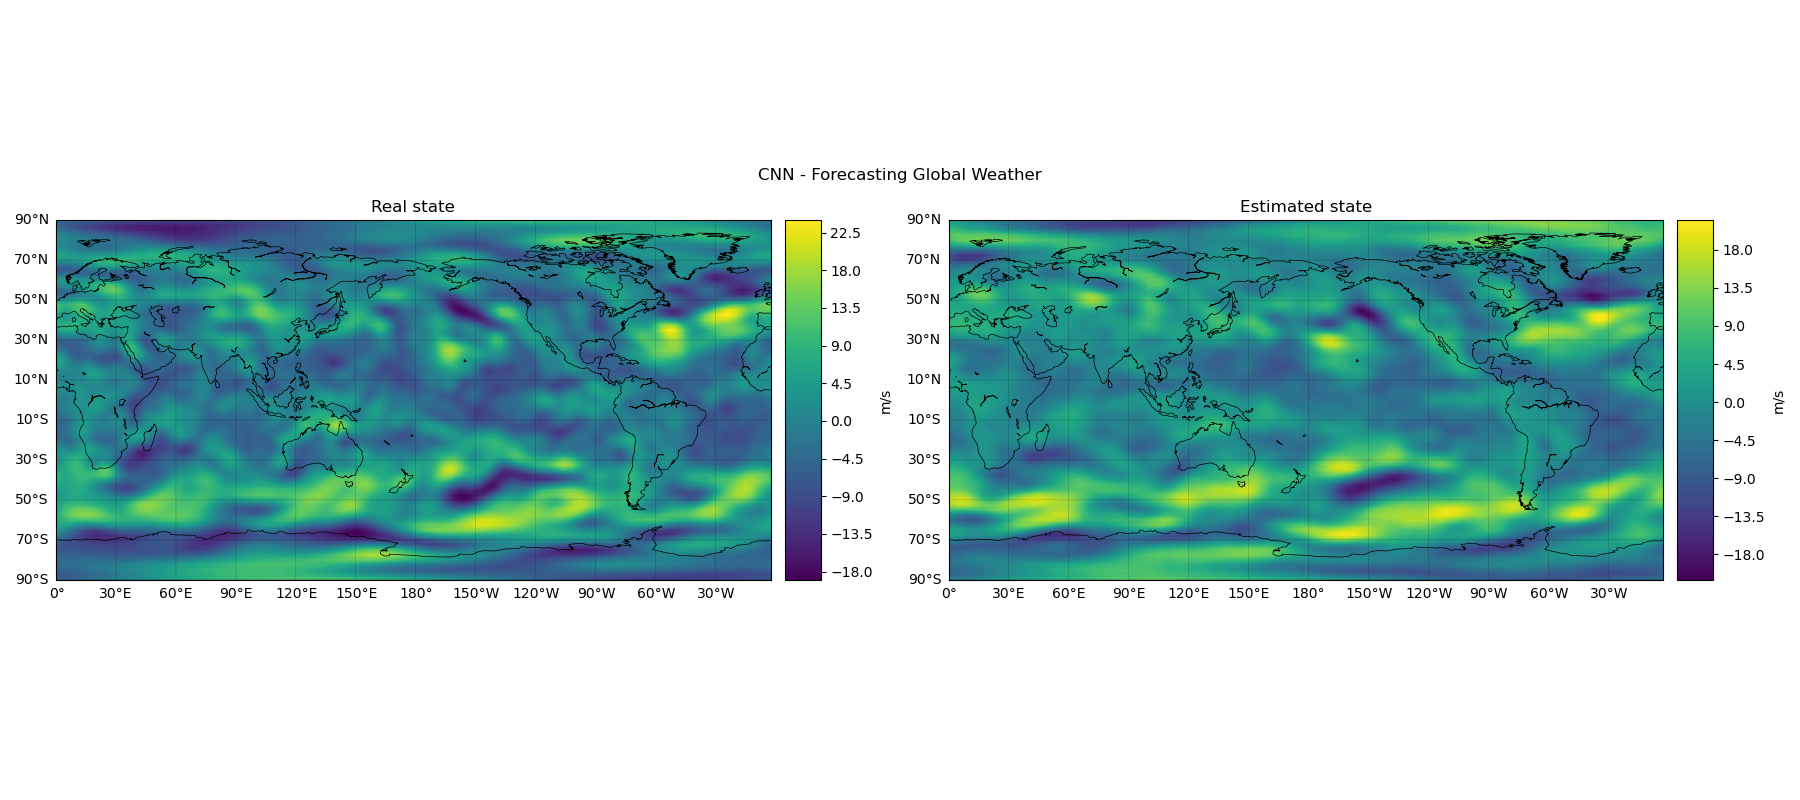 CNN - Forecasting Global Weather
Real state
90°N
70°N
50°N
30°N
10°N
10°S
30°S
50°S
70°S
90°S
0° 30°E 60°E 90°E 120°E 150°E 180° 150°W 120°W 90°W 60°W 30°W
22.5
18.0
13.5
9.0
4.5
0.0
−4.5
−9.0
−13.5
−18.0
m/s
Estimated state
90°N
70°N
50°N
30°N
10°N
10°S
30°S
50°S
70°S
90°S
0° 30°E 60°E 90°E 120°E 150°E 180° 150°W 120°W 90°W 60°W 30°W
18.0
13.5
9.0
4.5
0.0
−4.5
−9.0
−13.5
−18.0
m/s